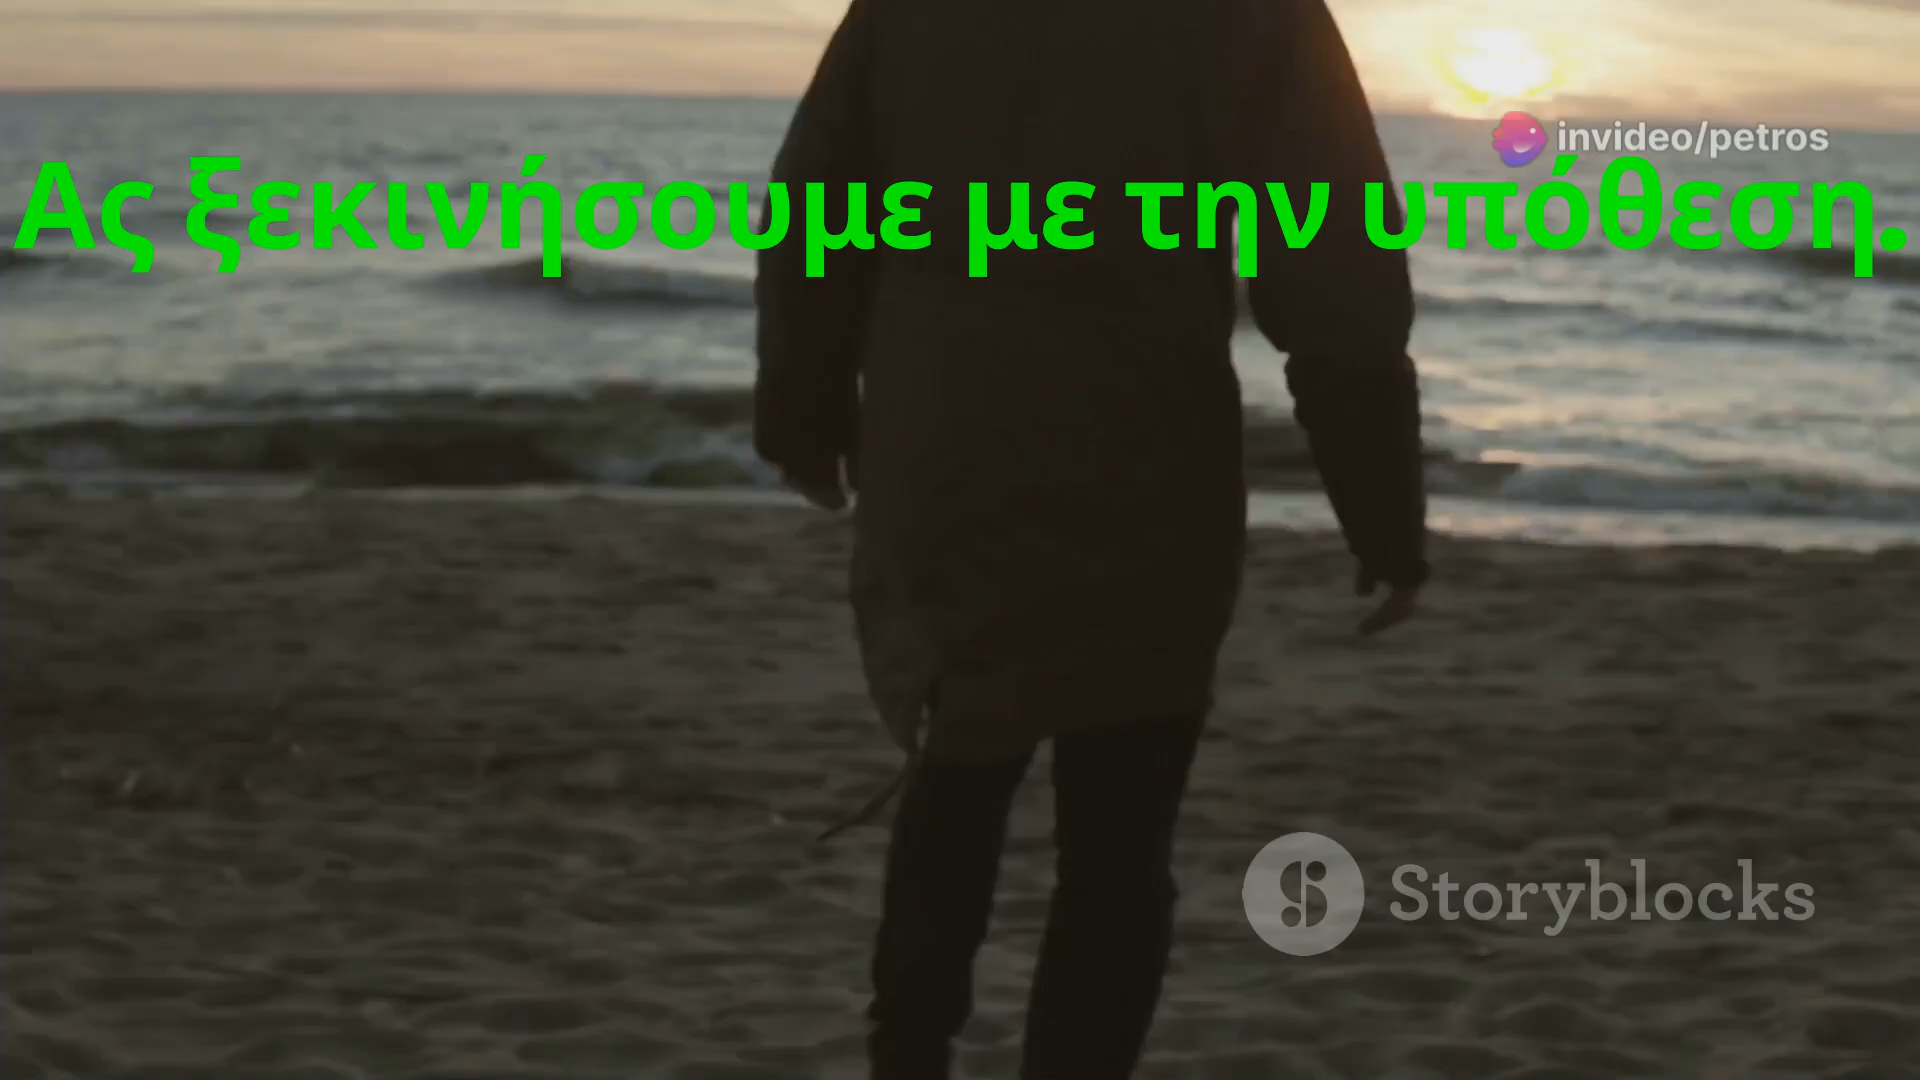 invideo/petros
Ας ξεκινήσουμε με την υπόθεση.
Storyblocks